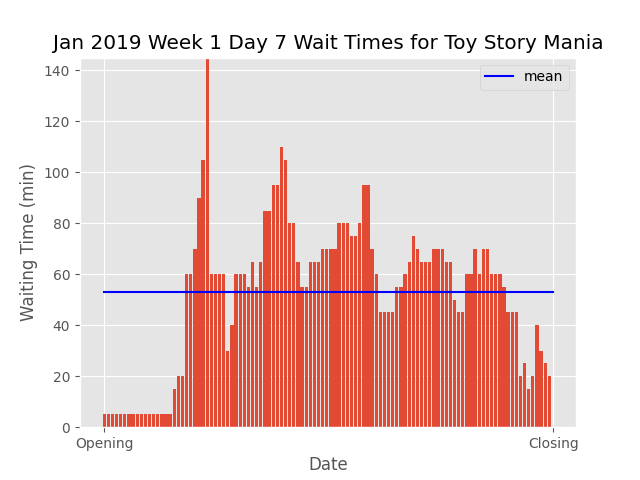 Jan 2019 Week 1 Day 7 Wait Times for Toy Story Mania
mean
Waiting Time (min)
140
120
100
80
60
40
20
0
Opening
Closing
Date